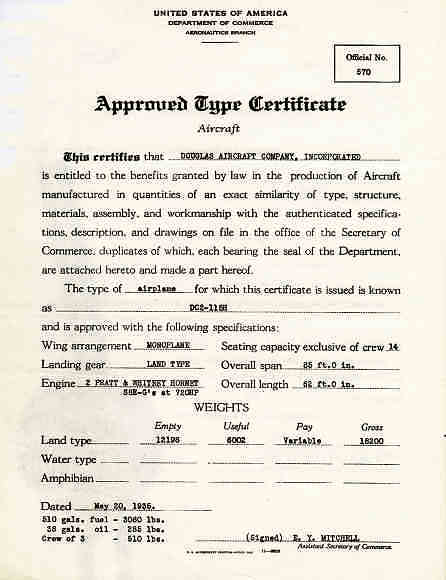 UNITED STATES OF AMERICA
DEPARTMENT OF COMMERCE
AERONAUTICS BRANCH
Official No.
570
Approved Type Certificate
Aircraft
This certifies that DOUGLAS AIRCRAFT COMPANY, INCORPORATED
is entitled to the benefits granted by law in the production of Aircraft
manufactured in quantities of an exact similarity of type, structure,
materials, assembly, and workmanship with the authenticated specifica-
tions, description, and drawings on file in the office of the Secretary of
Commerce, duplicates of which, each bearing the seal of the Department,
are attached hereto and made a part hereof.
The type of airplane for which this certificate is issued is known
as DC2-115H
and is approved with the following specifications:
Wing arrangement MONOPLANE Seating capacity exclusive of crew 14
Landing gear LAND TYPE Overall span 85 ft.0 in.
Engine 2 PRATT & WHITNEY HORNET Overall length 62 ft.0 in.
S8E-G's at 720HP
WEIGHTS
Empty Useful Pay Gross
Land type 12198 6002 Variable 18200
Water type
Amphibian
Dated May 20, 1935.
510 gals. fuel - 3060 lbs.
38 gals. oil - 285 lbs.
Crew of 3 - 510 lbs.
(Signed) E. Y. MITCHELL
Assistant Secretary of Commerce